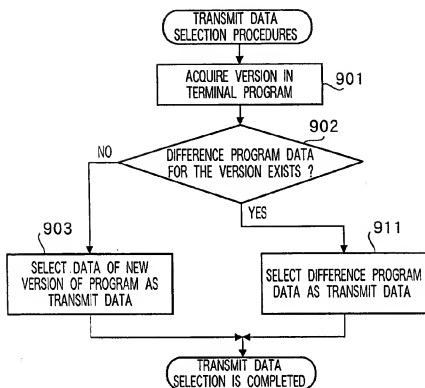 TRANSMIT DATA
SELECTION PROCEDURES
901
ACQUIRE VERSION IN
TERMINAL PROGRAM
902
DIFFERENCE PROGRAM DATA
FOR THE VERSION EXISTS ?
NO
YES
903
SELECT DATA OF NEW
VERSION OF PROGRAM AS
TRANSMIT DATA
911
SELECT DIFFERENCE PROGRAM
DATA AS TRANSMIT DATA
TRANSMIT DATA
SELECTION IS COMPLETED